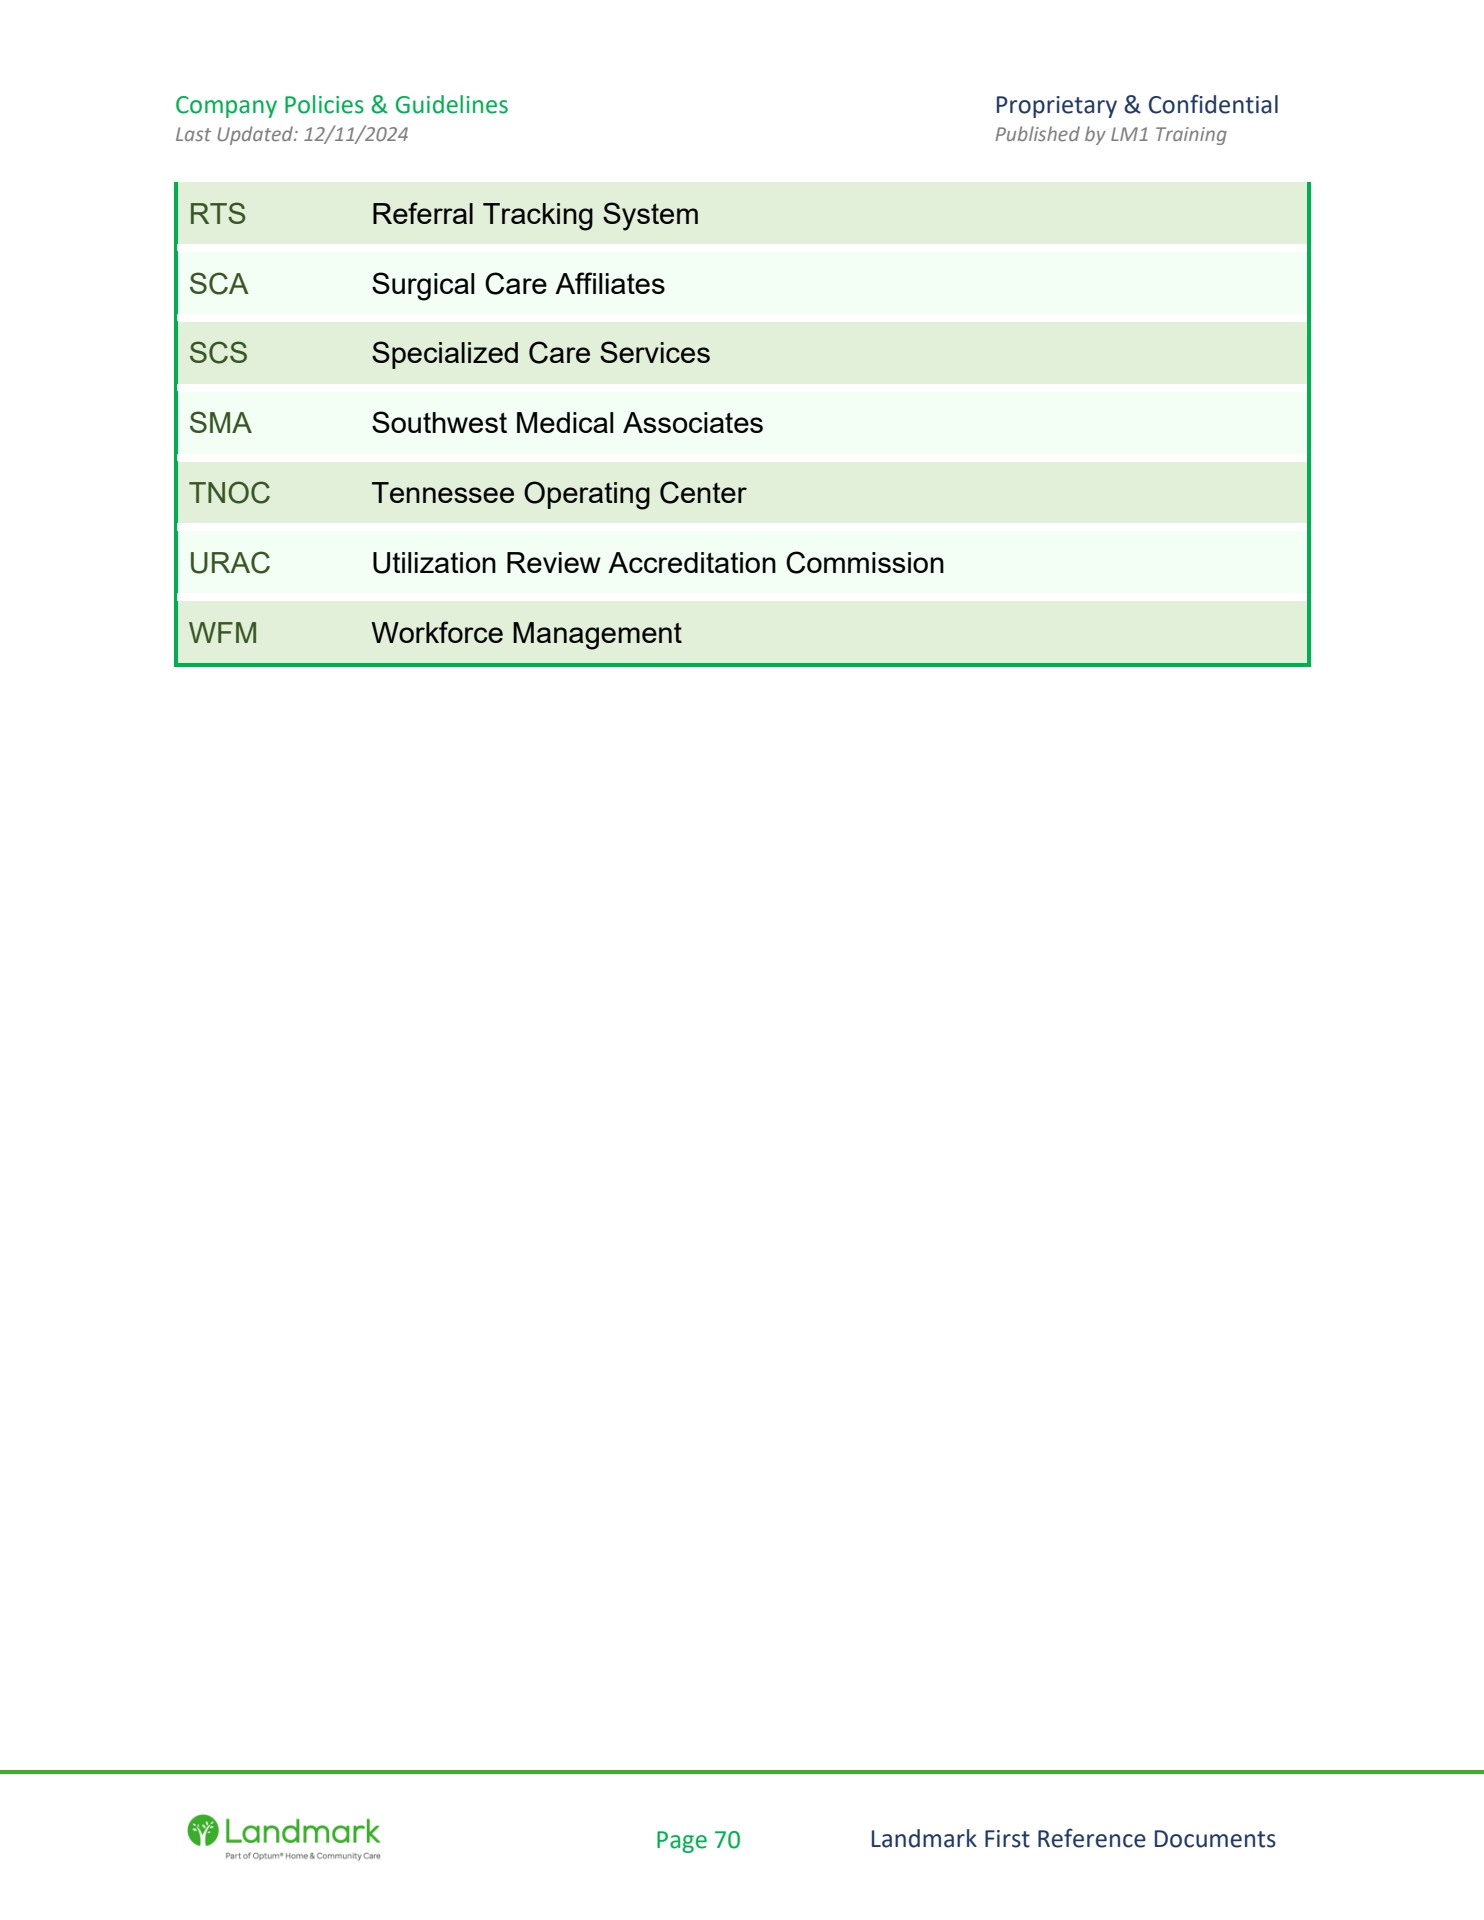 Company Policies & Guidelines
Proprietary & Confidential
Last Updated: 12/11/2024
Published by LM1 Training
RTS Referral Tracking System
SCA Surgical Care Affiliates
SCS Specialized Care Services
SMA Southwest Medical Associates
TNOC Tennessee Operating Center
URAC Utilization Review Accreditation Commission
WFM Workforce Management
Landmark
Part of Optum® Home & Community Care
Page 70
Landmark First Reference Documents